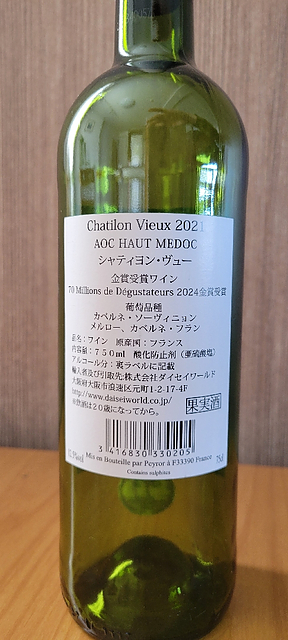 Chatilon Vieux 2021
AOC HAUT MEDOC
シャティヨン・ヴュー
金賞受賞ワイン
70 Millions de Dégustateurs 2024金賞受賞
葡萄品種
カベルネ・ソーヴィニョン
メルロー、カベルネ・フラン
品名：ワイン 原産国：フランス
内容量：７５０ml 酸化防止剤（亜硫酸塩）
アルコール分：裏ラベルに記載
輸入者及び引取先:株式会社ダイセイワールド
大阪府大阪市浪速区元町1-2-17-4F
http://www.daiseiworld.co.jp/
※飲酒は２０歳になってから。
果実酒
3 416830 330205
Mis en Bouteille par Peyror à F33390 France 75cl
Contains sulphites